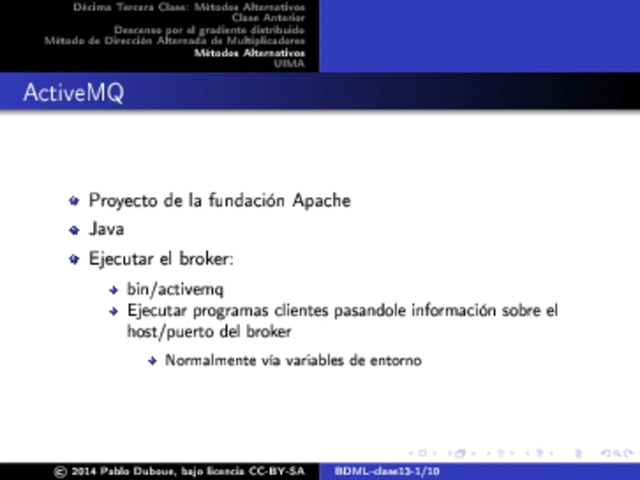 Décima Tercera Clase: Métodos Alternativos
Clase Anterior
Descenso por el gradiente distribuido
Método de Dirección Alternada de Multiplicadores
Métodos Alternativos
UIMA
ActiveMQ
Proyecto de la fundación Apache
Java
Ejecutar el broker:
bin/activemq
Ejecutar programas clientes pasandole información sobre el
host/puerto del broker
Normalmente vía variables de entorno
© 2014 Pablo Duboue, bajo licencia CC-BY-SA
BDML-clase13-1/10